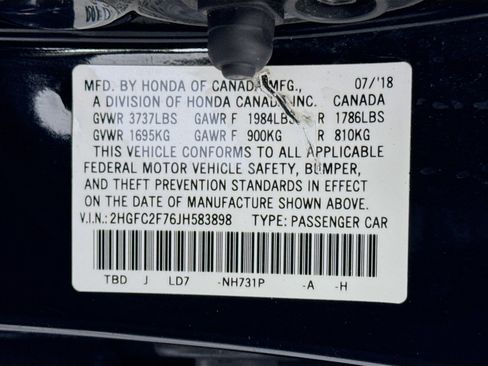 MFD. BY HONDA OF CANADA MFG., 07/'18
A DIVISION OF HONDA CANADA INC. CANADA
GVWR 3737LBS GAWR F 1984LBS R 1786LBS
GVWR 1695KG GAWR F 900KG R 810KG
THIS VEHICLE CONFORMS TO ALL APPLICABLE
FEDERAL MOTOR VEHICLE SAFETY, BUMPER,
AND THEFT PREVENTION STANDARDS IN EFFECT
ON THE DATE OF MANUFACTURE SHOWN ABOVE.
V.I.N.: 2HGFC2F76JH583898 TYPE: PASSENGER CAR
TBD J LD7 -NH731P -A -H